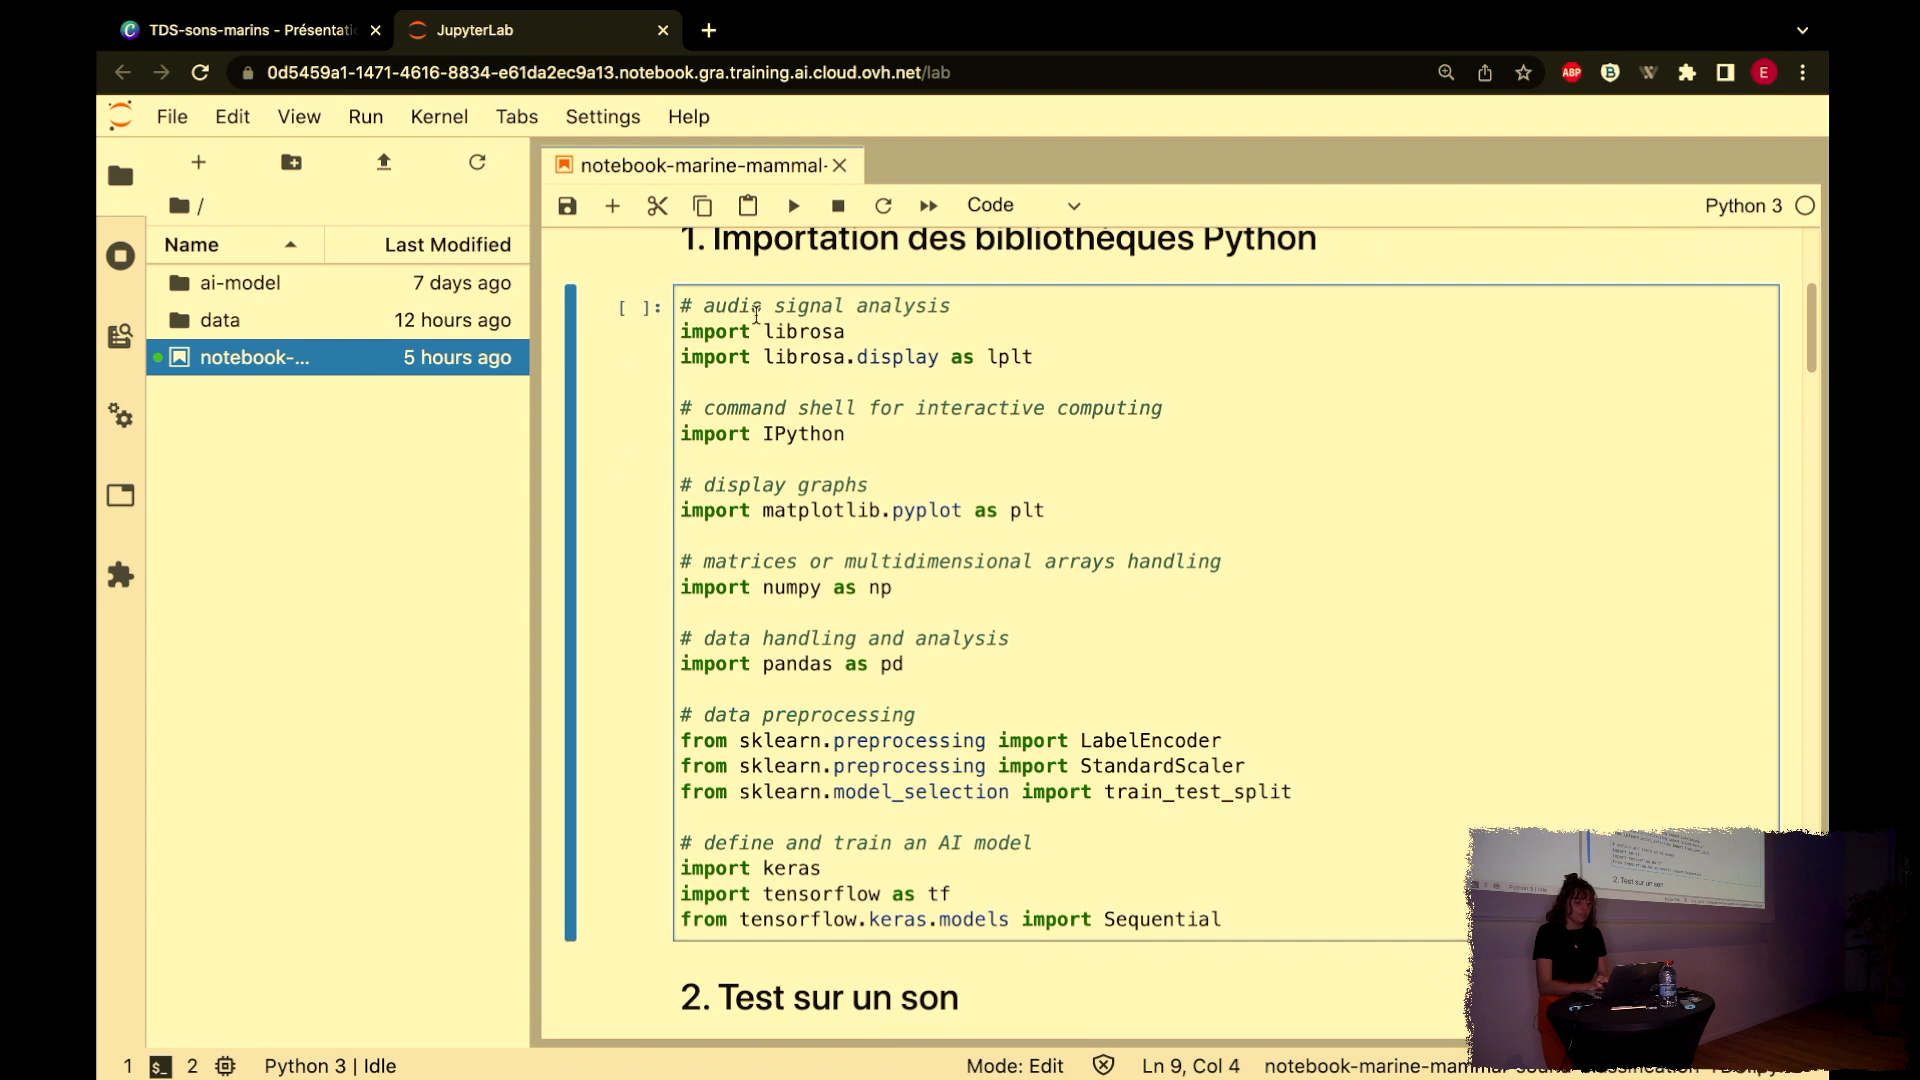 TDS-sons-marins - Présentati
JupyterLab
0d5459a1-1471-4616-8834-e61da2ec9a13.notebook.gra.training.ai.cloud.ovh.net/lab
ABP
B
W
E
File Edit View Run Kernel Tabs Settings Help
/
Name Last Modified
ai-model 7 days ago
data 12 hours ago
notebook-... 5 hours ago
notebook-marine-mammal-
Code
Python 3
1. Importation des bibliothèques Python
[ ]:
# audio signal analysis
import librosa
import librosa.display as lplt
# command shell for interactive computing
import IPython
# display graphs
import matplotlib.pyplot as plt
# matrices or multidimensional arrays handling
import numpy as np
# data handling and analysis
import pandas as pd
# data preprocessing
from sklearn.preprocessing import LabelEncoder
from sklearn.preprocessing import StandardScaler
from sklearn.model_selection import train_test_split
# define and train an AI model
import keras
import tensorflow as tf
from tensorflow.keras.models import Sequential
2. Test sur un son
2. Test sur un son
1 $_ 2 Python 3 | Idle
Mode: Edit Ln 9, Col 4